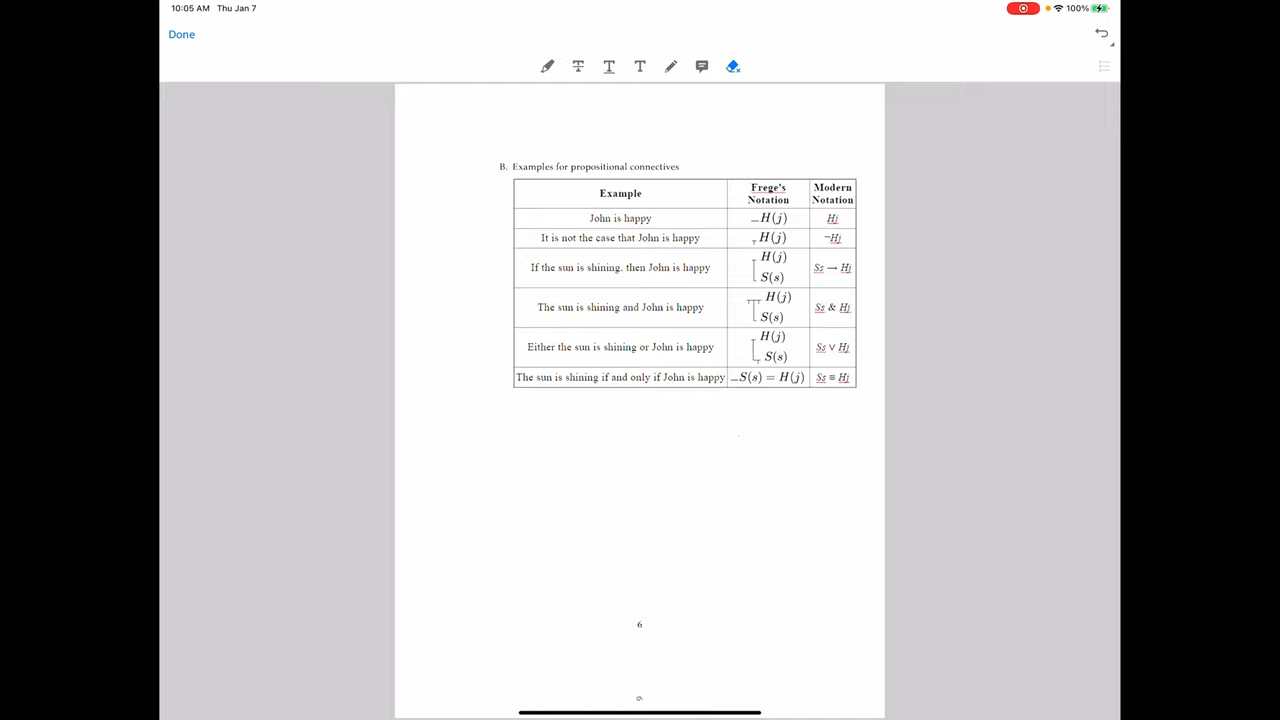 10:05 AM Thu Jan 7
100%
Done
B. Examples for propositional connectives
Example Frege's Notation Modern Notation
John is happy —H(j) Hj
It is not the case that John is happy H(j) ¬Hj
If the sun is shining, then John is happy H(j) S(s) Ss → Hj
The sun is shining and John is happy H(j) S(s) Ss & Hj
Either the sun is shining or John is happy H(j) S(s) Ss ∨ Hj
The sun is shining if and only if John is happy —S(s) = H(j) Ss ≡ Hj
6